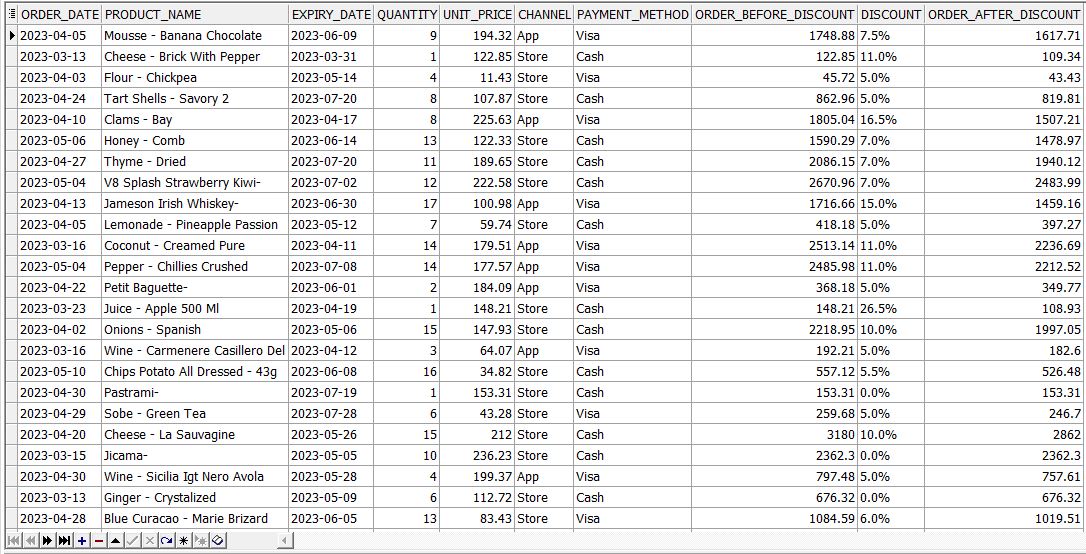 ORDER_DATE PRODUCT_NAME EXPIRY_DATE QUANTITY UNIT_PRICE CHANNEL PAYMENT_METHOD ORDER_BEFORE_DISCOUNT DISCOUNT ORDER_AFTER_DISCOUNT
2023-04-05 Mousse - Banana Chocolate 2023-06-09 9 194.32 App Visa 1748.88 7.5% 1617.71
2023-03-13 Cheese - Brick With Pepper 2023-03-31 1 122.85 Store Cash 122.85 11.0% 109.34
2023-04-03 Flour - Chickpea 2023-05-14 4 11.43 Store Visa 45.72 5.0% 43.43
2023-04-24 Tart Shells - Savory 2 2023-07-20 8 107.87 Store Cash 862.96 5.0% 819.81
2023-04-10 Clams - Bay 2023-04-17 8 225.63 App Visa 1805.04 16.5% 1507.21
2023-05-06 Honey - Comb 2023-06-14 13 122.33 Store Cash 1590.29 7.0% 1478.97
2023-04-27 Thyme - Dried 2023-07-20 11 189.65 Store Cash 2086.15 7.0% 1940.12
2023-05-04 V8 Splash Strawberry Kiwi- 2023-07-02 12 222.58 Store Cash 2670.96 7.0% 2483.99
2023-04-13 Jameson Irish Whiskey- 2023-06-30 17 100.98 App Visa 1716.66 15.0% 1459.16
2023-04-05 Lemonade - Pineapple Passion 2023-05-12 7 59.74 Store Cash 418.18 5.0% 397.27
2023-03-16 Coconut - Creamed Pure 2023-04-11 14 179.51 App Visa 2513.14 11.0% 2236.69
2023-05-04 Pepper - Chillies Crushed 2023-07-08 14 177.57 App Visa 2485.98 11.0% 2212.52
2023-04-22 Petit Baguette- 2023-06-01 2 184.09 App Visa 368.18 5.0% 349.77
2023-03-23 Juice - Apple 500 Ml 2023-04-19 1 148.21 Store Cash 148.21 26.5% 108.93
2023-04-02 Onions - Spanish 2023-05-06 15 147.93 Store Cash 2218.95 10.0% 1997.05
2023-03-16 Wine - Carmenere Casillero Del 2023-04-12 3 64.07 App Visa 192.21 5.0% 182.6
2023-05-10 Chips Potato All Dressed - 43g 2023-06-08 16 34.82 Store Cash 557.12 5.5% 526.48
2023-04-30 Pastrami- 2023-07-19 1 153.31 Store Cash 153.31 0.0% 153.31
2023-04-29 Sobe - Green Tea 2023-07-28 6 43.28 Store Visa 259.68 5.0% 246.7
2023-04-20 Cheese - La Sauvagine 2023-05-26 15 212 Store Cash 3180 10.0% 2862
2023-03-15 Jicama- 2023-05-05 10 236.23 Store Cash 2362.3 0.0% 2362.3
2023-04-30 Wine - Sicilia Igt Nero Avola 2023-05-28 4 199.37 App Visa 797.48 5.0% 757.61
2023-03-13 Ginger - Crystalized 2023-05-09 6 112.72 Store Cash 676.32 0.0% 676.32
2023-04-28 Blue Curacao - Marie Brizard 2023-06-05 13 83.43 Store Visa 1084.59 6.0% 1019.51